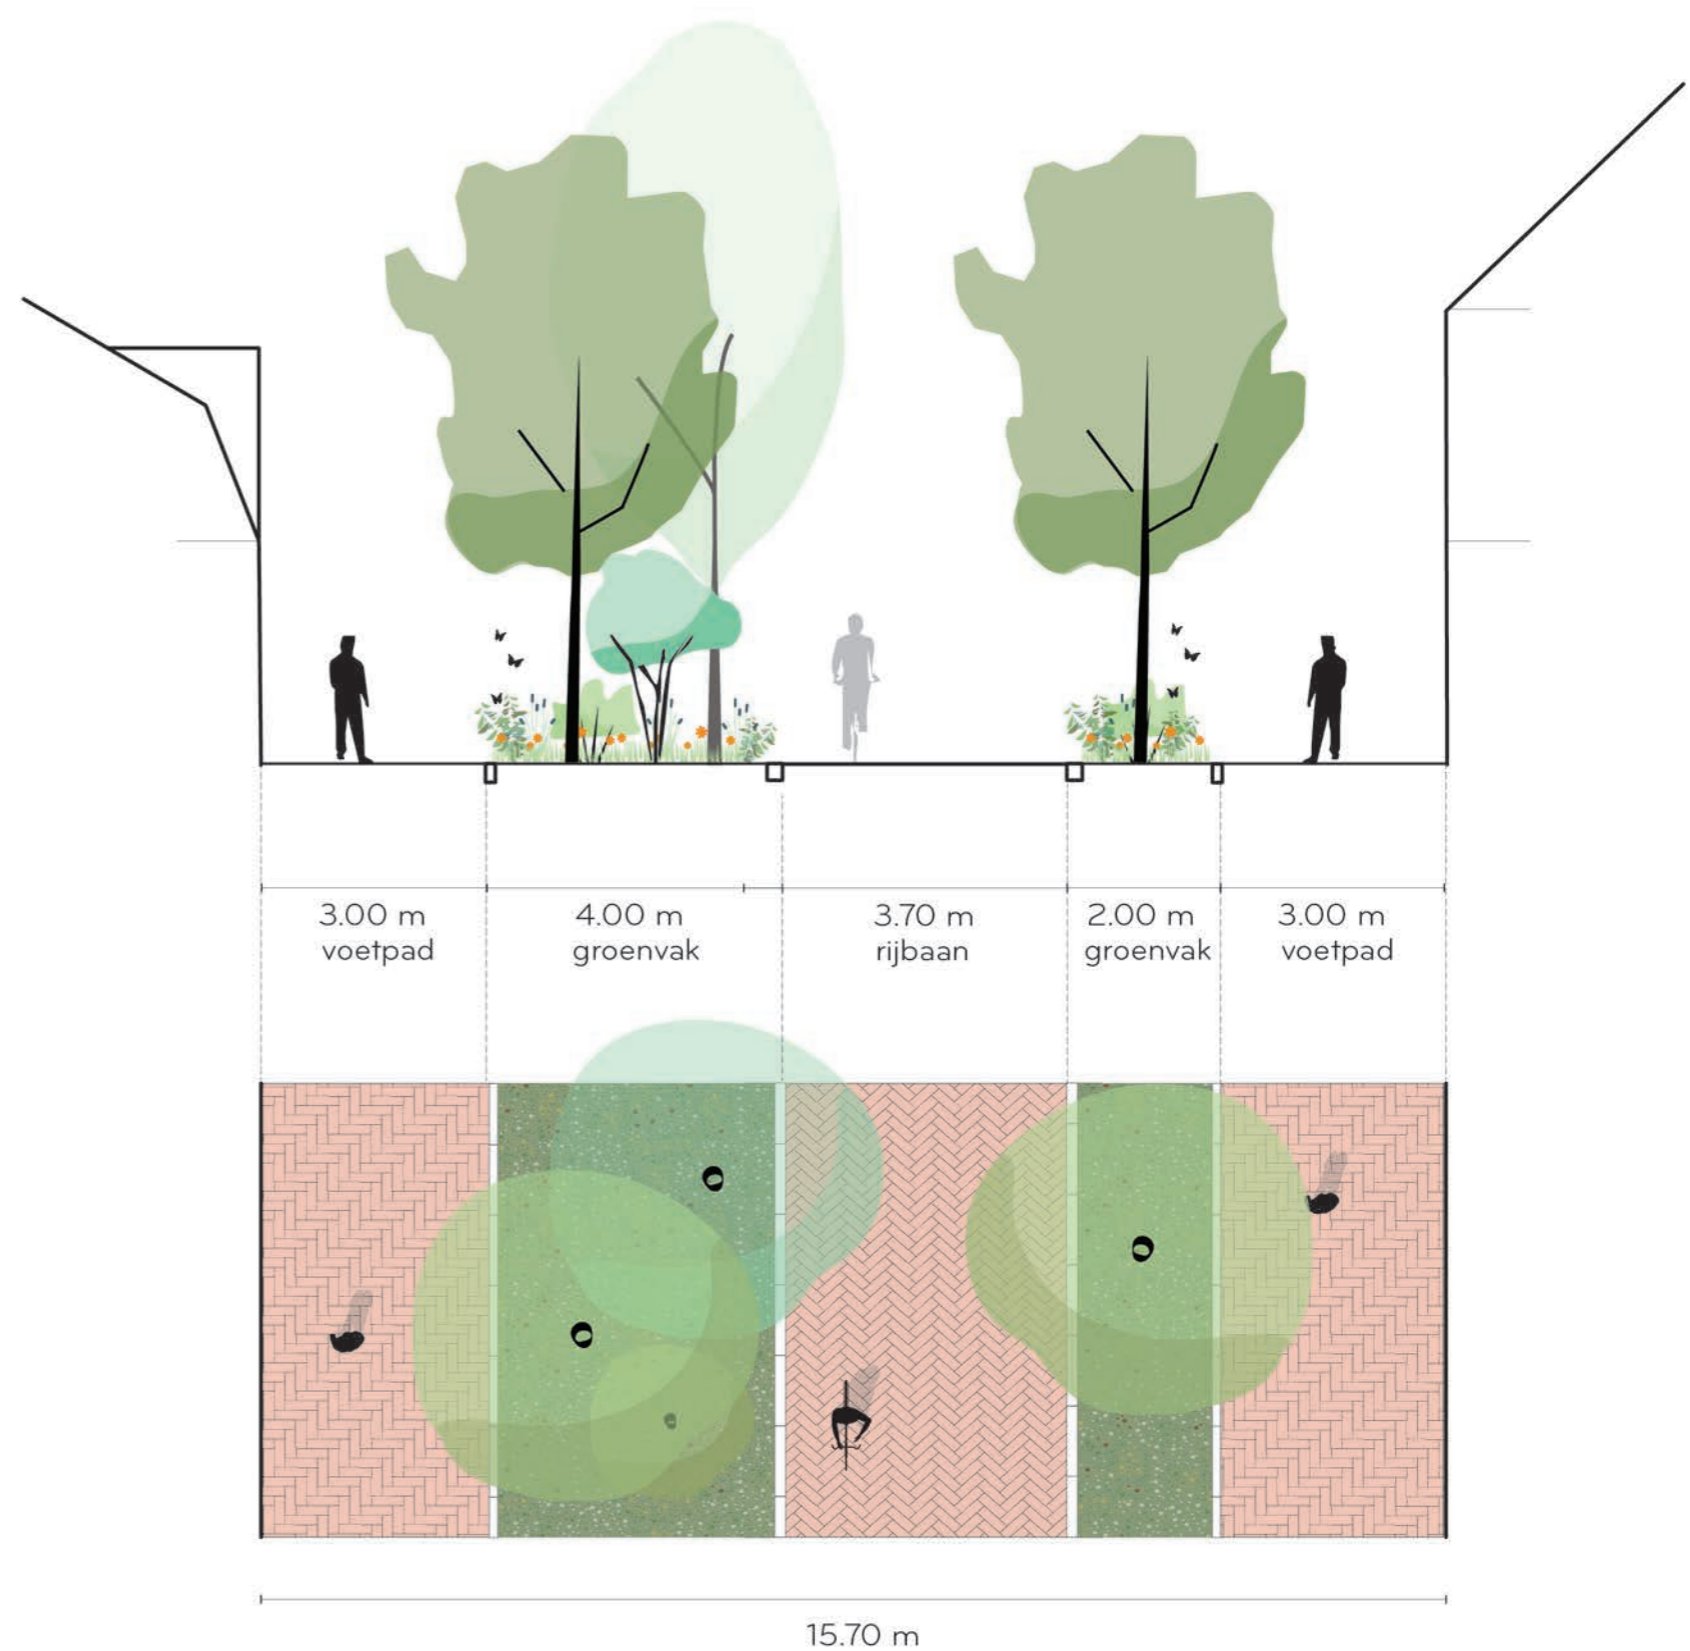 3.00 m
voetpad
4.00 m
groenvak
3.70 m
rijbaan
2.00 m
groenvak
3.00 m
voetpad
15.70 m